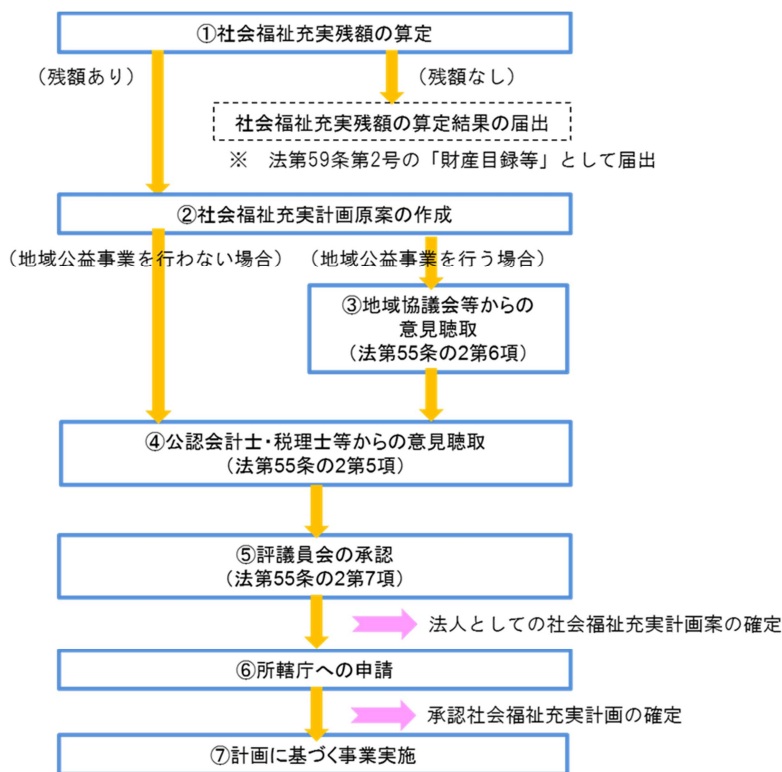 ①社会福祉充実残額の算定
(残額あり)
(残額なし)
社会福祉充実残額の算定結果の届出
※ 法第59条第2号の「財産目録等」として届出
②社会福祉充実計画原案の作成
(地域公益事業を行わない場合)
(地域公益事業を行う場合)
③地域協議会等からの
意見聴取
(法第55条の2第6項)
④公認会計士・税理士等からの意見聴取
(法第55条の2第5項)
⑤評議員会の承認
(法第55条の2第7項)
法人としての社会福祉充実計画案の確定
⑥所轄庁への申請
承認社会福祉充実計画の確定
⑦計画に基づく事業実施